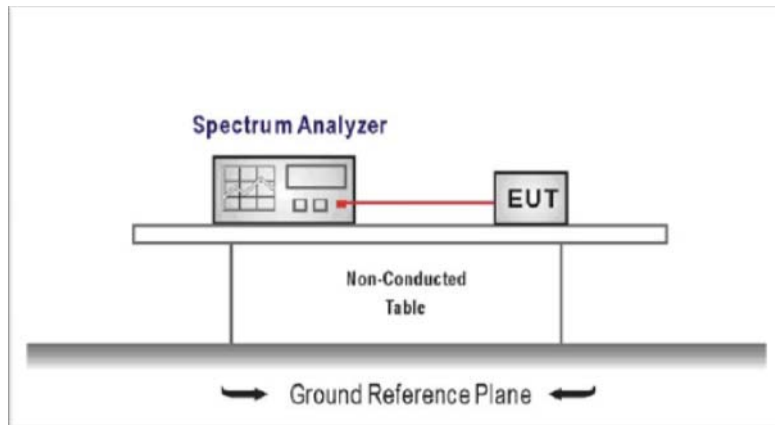 Spectrum Analyzer
EUT
Non-Conducted
Table
Ground Reference Plane